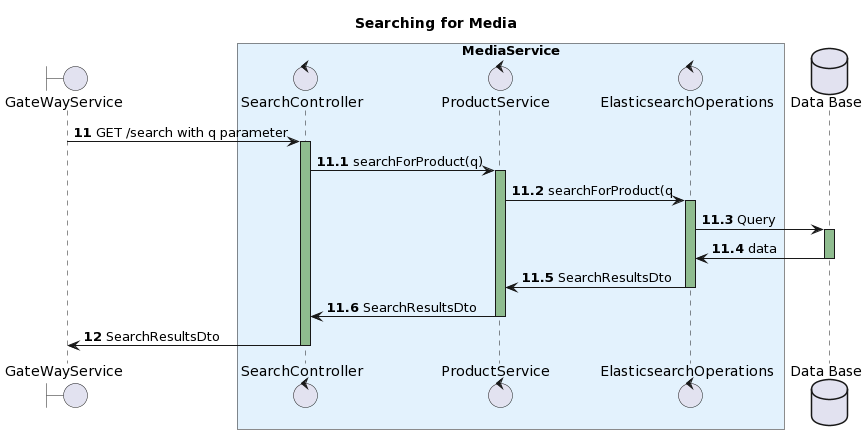 Searching for Media
MediaService
GateWayService
SearchController
ProductService
ElasticsearchOperations
Data Base
11 GET /search with q parameter
11.1 searchForProduct(q)
11.2 searchForProduct(q
11.3 Query
11.4 data
11.5 SearchResultsDto
11.6 SearchResultsDto
12 SearchResultsDto
GateWayService
SearchController
ProductService
ElasticsearchOperations
Data Base